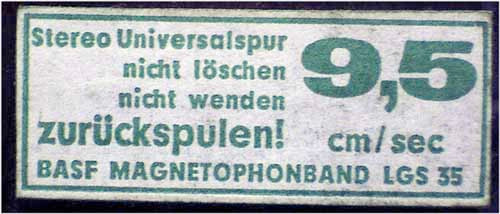 Stereo Universalspur
nicht löschen
nicht wenden
zurückspulen!
9,5
cm/sec
BASF MAGNETOPHONBAND LGS 35